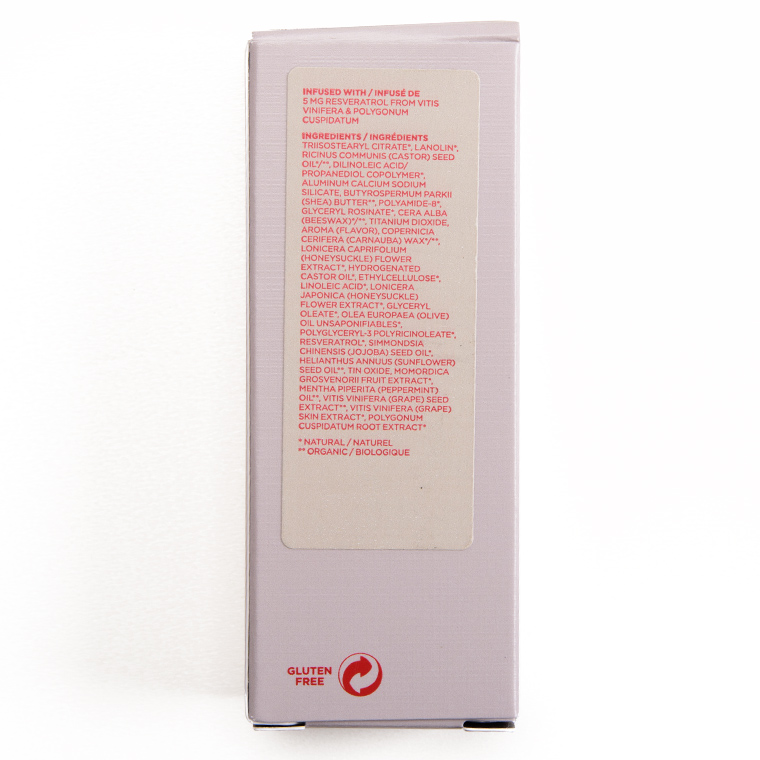 INFUSED WITH / INFUSÉ DE
5 MG RESVERATROL FROM VITIS
VINIFERA & POLYGONUM
CUSPIDATUM
INGREDIENTS / INGRÉDIENTS
TRIISOSTEARYL CITRATE*, LANOLIN*,
RICINUS COMMUNIS (CASTOR) SEED
OIL*/**, DILINOLEIC ACID/
PROPANEDIOL COPOLYMER*,
ALUMINUM CALCIUM SODIUM
SILICATE, BUTYROSPERMUM PARKII
(SHEA) BUTTER**, POLYAMIDE-8*,
GLYCERYL ROSINATE*, CERA ALBA
(BEESWAX)*/**, TITANIUM DIOXIDE,
AROMA (FLAVOR), COPERNICIA
CERIFERA (CARNAUBA) WAX*/**,
LONICERA CAPRIFOLIUM
(HONEYSUCKLE) FLOWER
EXTRACT*, HYDROGENATED
CASTOR OIL*, ETHYLCELLULOSE*,
LINOLEIC ACID*, LONICERA
JAPONICA (HONEYSUCKLE)
FLOWER EXTRACT*, GLYCERYL
OLEATE*, OLEA EUROPAEA (OLIVE)
OIL UNSAPONIFIABLES*,
POLYGLYCERYL-3 POLYRICINOLEATE*,
RESVERATROL*, SIMMONDSIA
CHINENSIS (JOJOBA) SEED OIL*,
HELIANTHUS ANNUUS (SUNFLOWER)
SEED OIL**, TIN OXIDE, MOMORDICA
GROSVENORII FRUIT EXTRACT*,
MENTHA PIPERITA (PEPPERMINT)
OIL**, VITIS VINIFERA (GRAPE) SEED
EXTRACT**, VITIS VINIFERA (GRAPE)
SKIN EXTRACT*, POLYGONUM
CUSPIDATUM ROOT EXTRACT*
* NATURAL / NATUREL
** ORGANIC / BIOLOGIQUE
GLUTEN
FREE